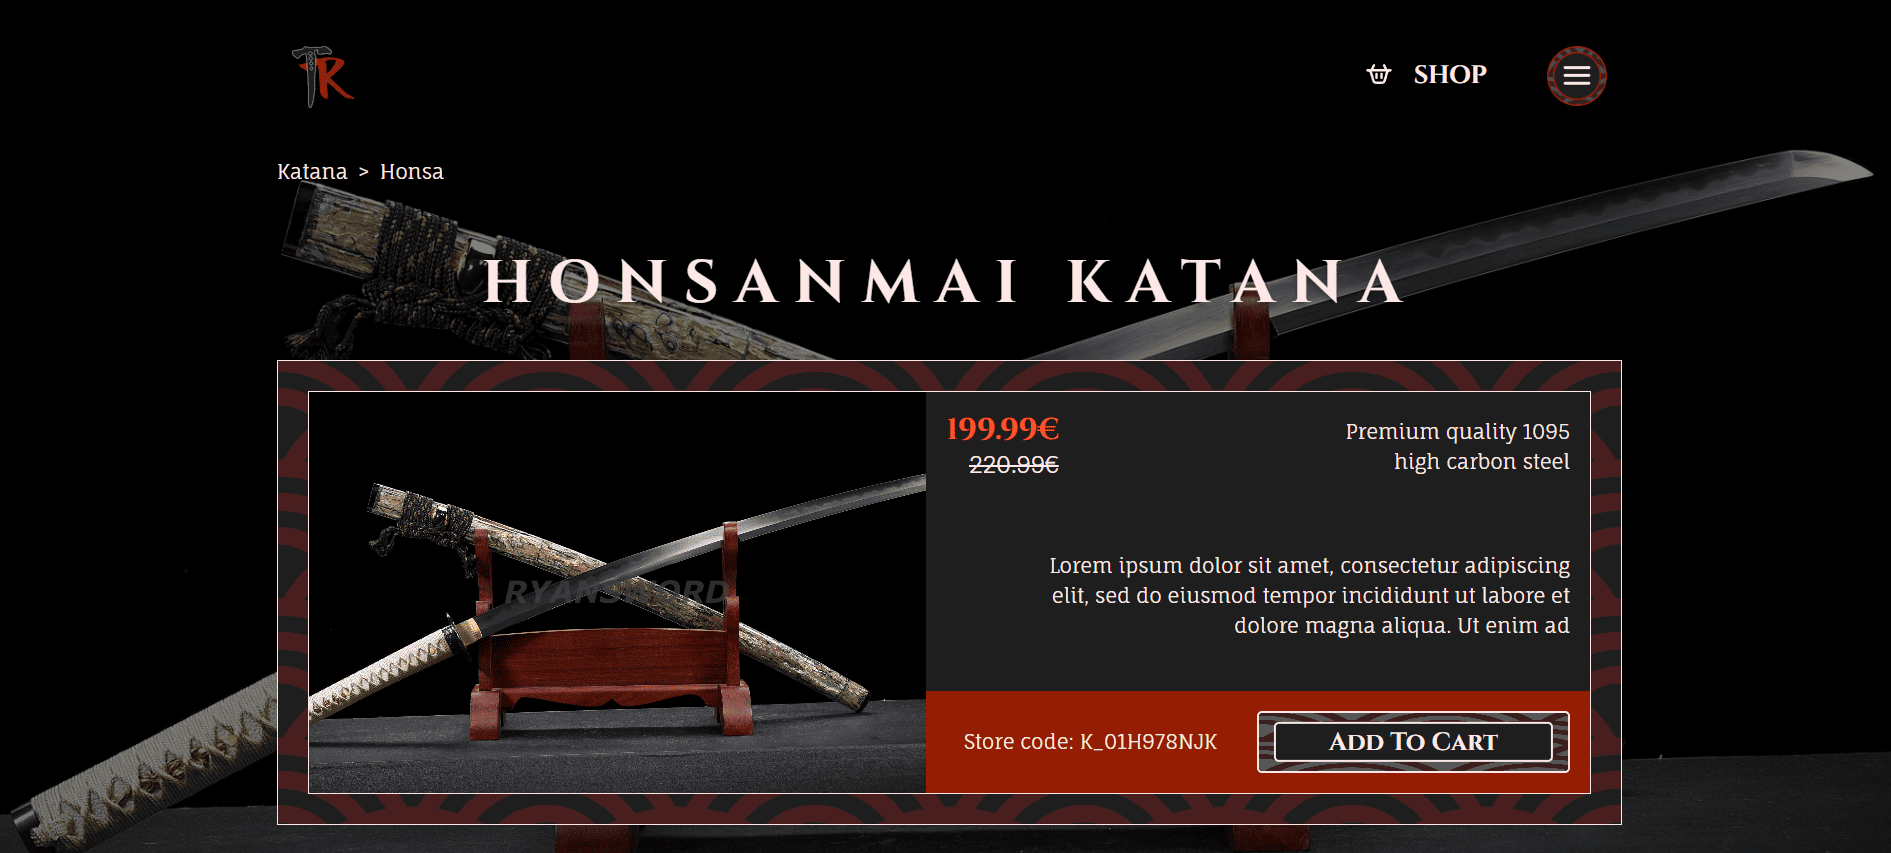 TR
SHOP
Katana > Honsa
HONSANMAI KATANA
199.99€
220.99€
Premium quality 1095
high carbon steel
RYANSWORD
Lorem ipsum dolor sit amet, consectetur adipiscing
elit, sed do eiusmod tempor incididunt ut labore et
dolore magna aliqua. Ut enim ad
Store code: K_01H978NJK
Add To Cart